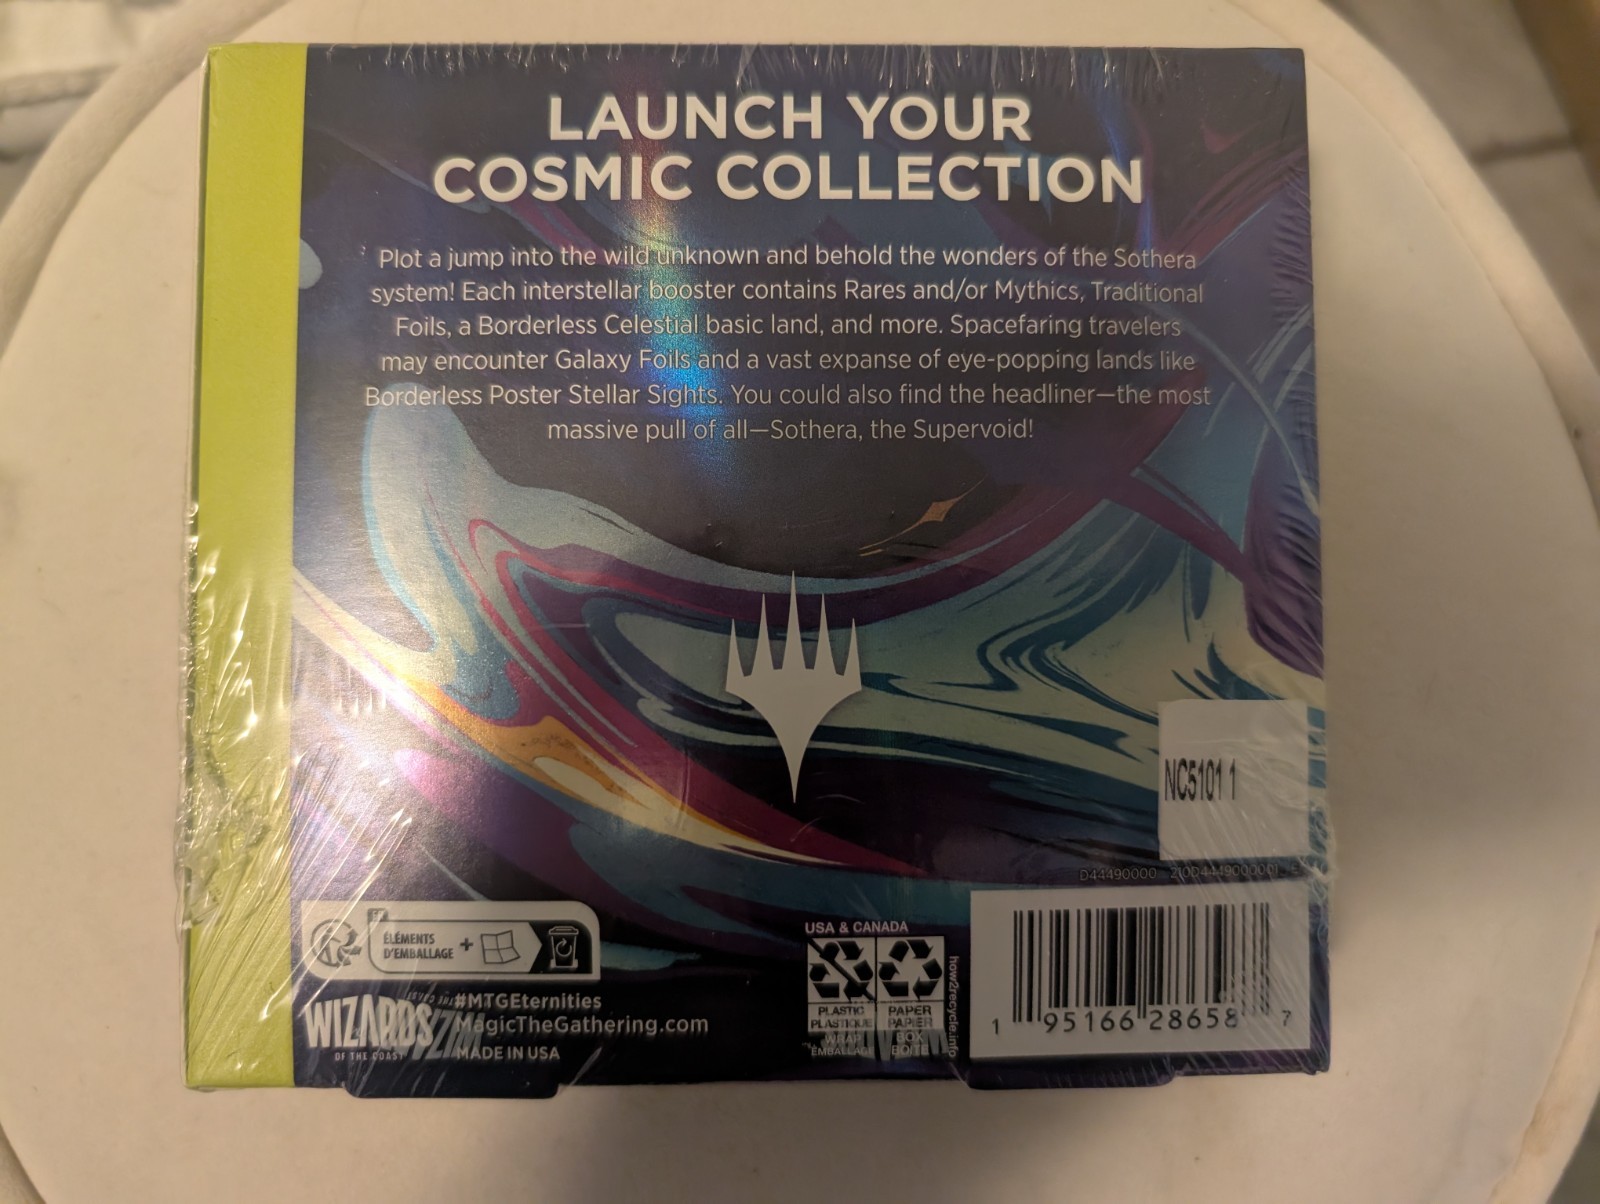 LAUNCH YOUR
COSMIC COLLECTION
Plot a jump into the wild unknown and behold the wonders of the Sothera
system! Each interstellar booster contains Rares and/or Mythics, Traditional
Foils, a Borderless Celestial basic land, and more. Spacefaring travelers
may encounter Galaxy Foils and a vast expanse of eye-popping lands like
Borderless Poster Stellar Sights. You could also find the headliner—the most
massive pull of all—Sothera, the Supervoid!
NC5101 1
D44490000
FR
ÉLÉMENTS
D'EMBALLAGE +
WIZARDS
OF THE COAST
#MTGEternities
MagicTheGathering.com
MADE IN USA
USA & CANADA
PLASTIC
PLASTIQUE
WRAP
EMBALLAGE
PAPER
PAPIER
BOX
BOÎTE
how2recycle.info
1 95166 28658 7